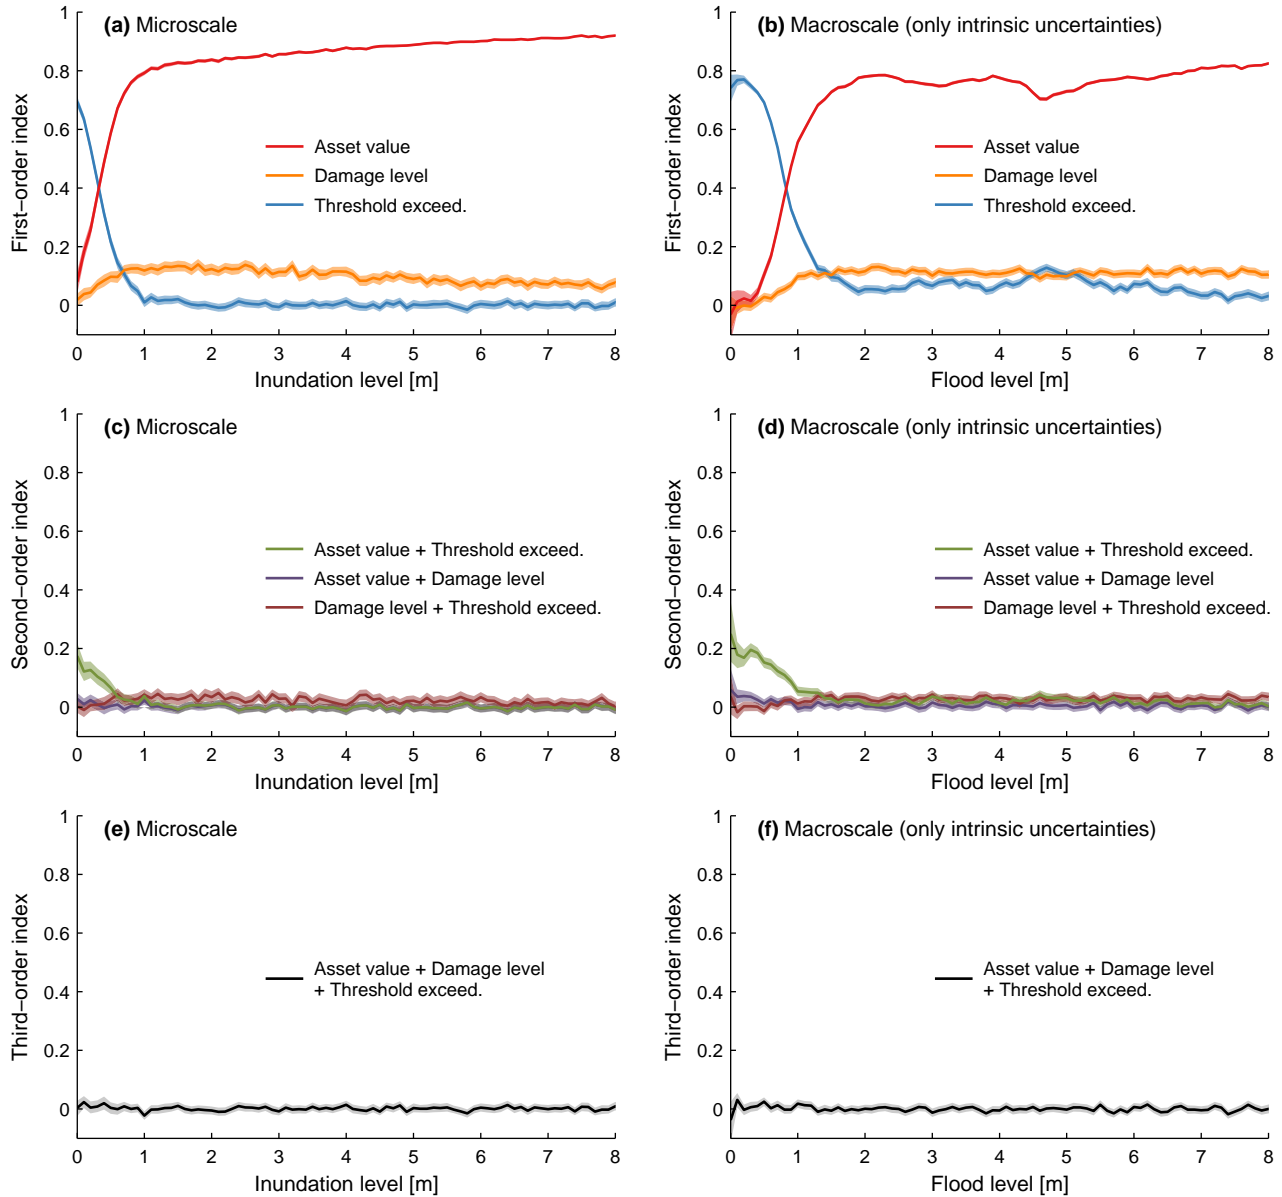 (a) Microscale
1
0.8
0.6
0.4
0.2
0
First−order index
Asset value
Damage level
Threshold exceed.
0 1 2 3 4 5 6 7 8
Inundation level [m]
(b) Macroscale (only intrinsic uncertainties)
1
0.8
0.6
0.4
0.2
0
First−order index
Asset value
Damage level
Threshold exceed.
0 1 2 3 4 5 6 7 8
Flood level [m]
(c) Microscale
1
0.8
0.6
0.4
0.2
0
Second−order index
Asset value + Threshold exceed.
Asset value + Damage level
Damage level + Threshold exceed.
0 1 2 3 4 5 6 7 8
Inundation level [m]
(d) Macroscale (only intrinsic uncertainties)
1
0.8
0.6
0.4
0.2
0
Second−order index
Asset value + Threshold exceed.
Asset value + Damage level
Damage level + Threshold exceed.
0 1 2 3 4 5 6 7 8
Flood level [m]
(e) Microscale
1
0.8
0.6
0.4
0.2
0
Third−order index
Asset value + Damage level
+ Threshold exceed.
0 1 2 3 4 5 6 7 8
Inundation level [m]
(f) Macroscale (only intrinsic uncertainties)
1
0.8
0.6
0.4
0.2
0
Third−order index
Asset value + Damage level
+ Threshold exceed.
0 1 2 3 4 5 6 7 8
Flood level [m]